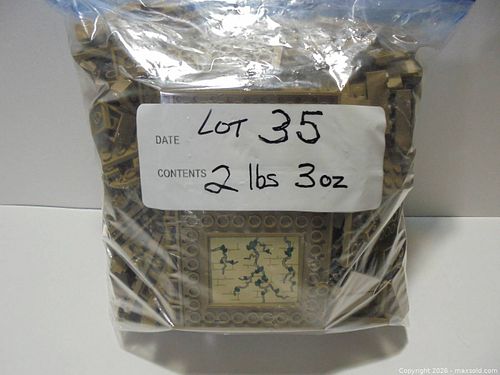 DATE LOT 35
CONTENTS 2 lbs 3oz
Copyright 2026 - maxsold.com